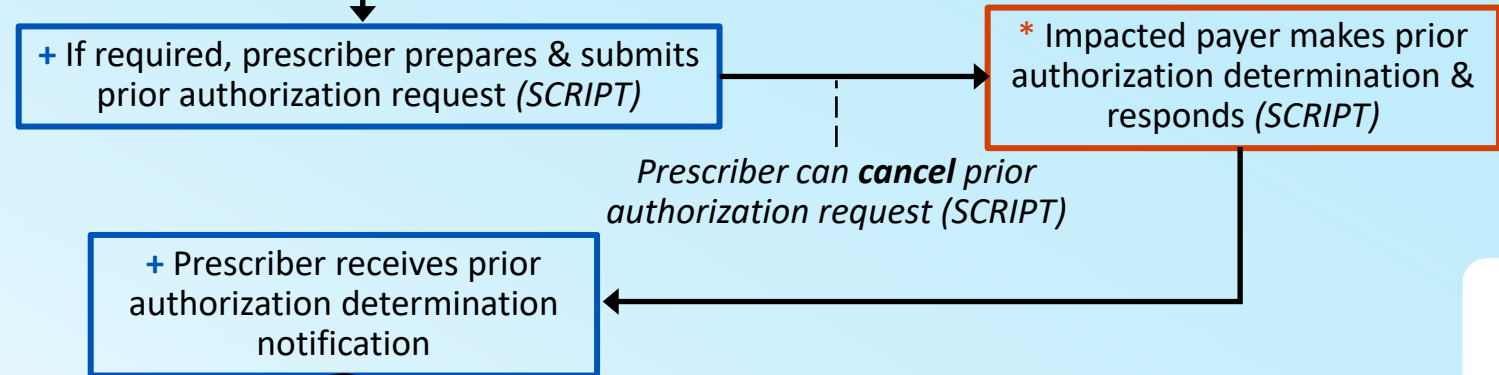 + If required, prescriber prepares & submits
prior authorization request (SCRIPT)
* Impacted payer makes prior
authorization determination &
responds (SCRIPT)
Prescriber can cancel prior
authorization request (SCRIPT)
+ Prescriber receives prior
authorization determination
notification